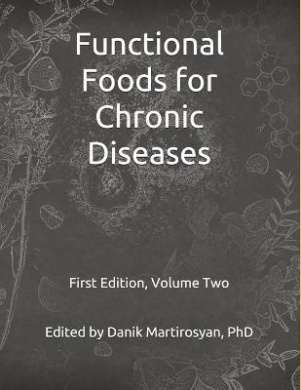 Functional
Foods for
Chronic
Diseases
First Edition, Volume Two
Edited by Danik Martirosyan, PhD